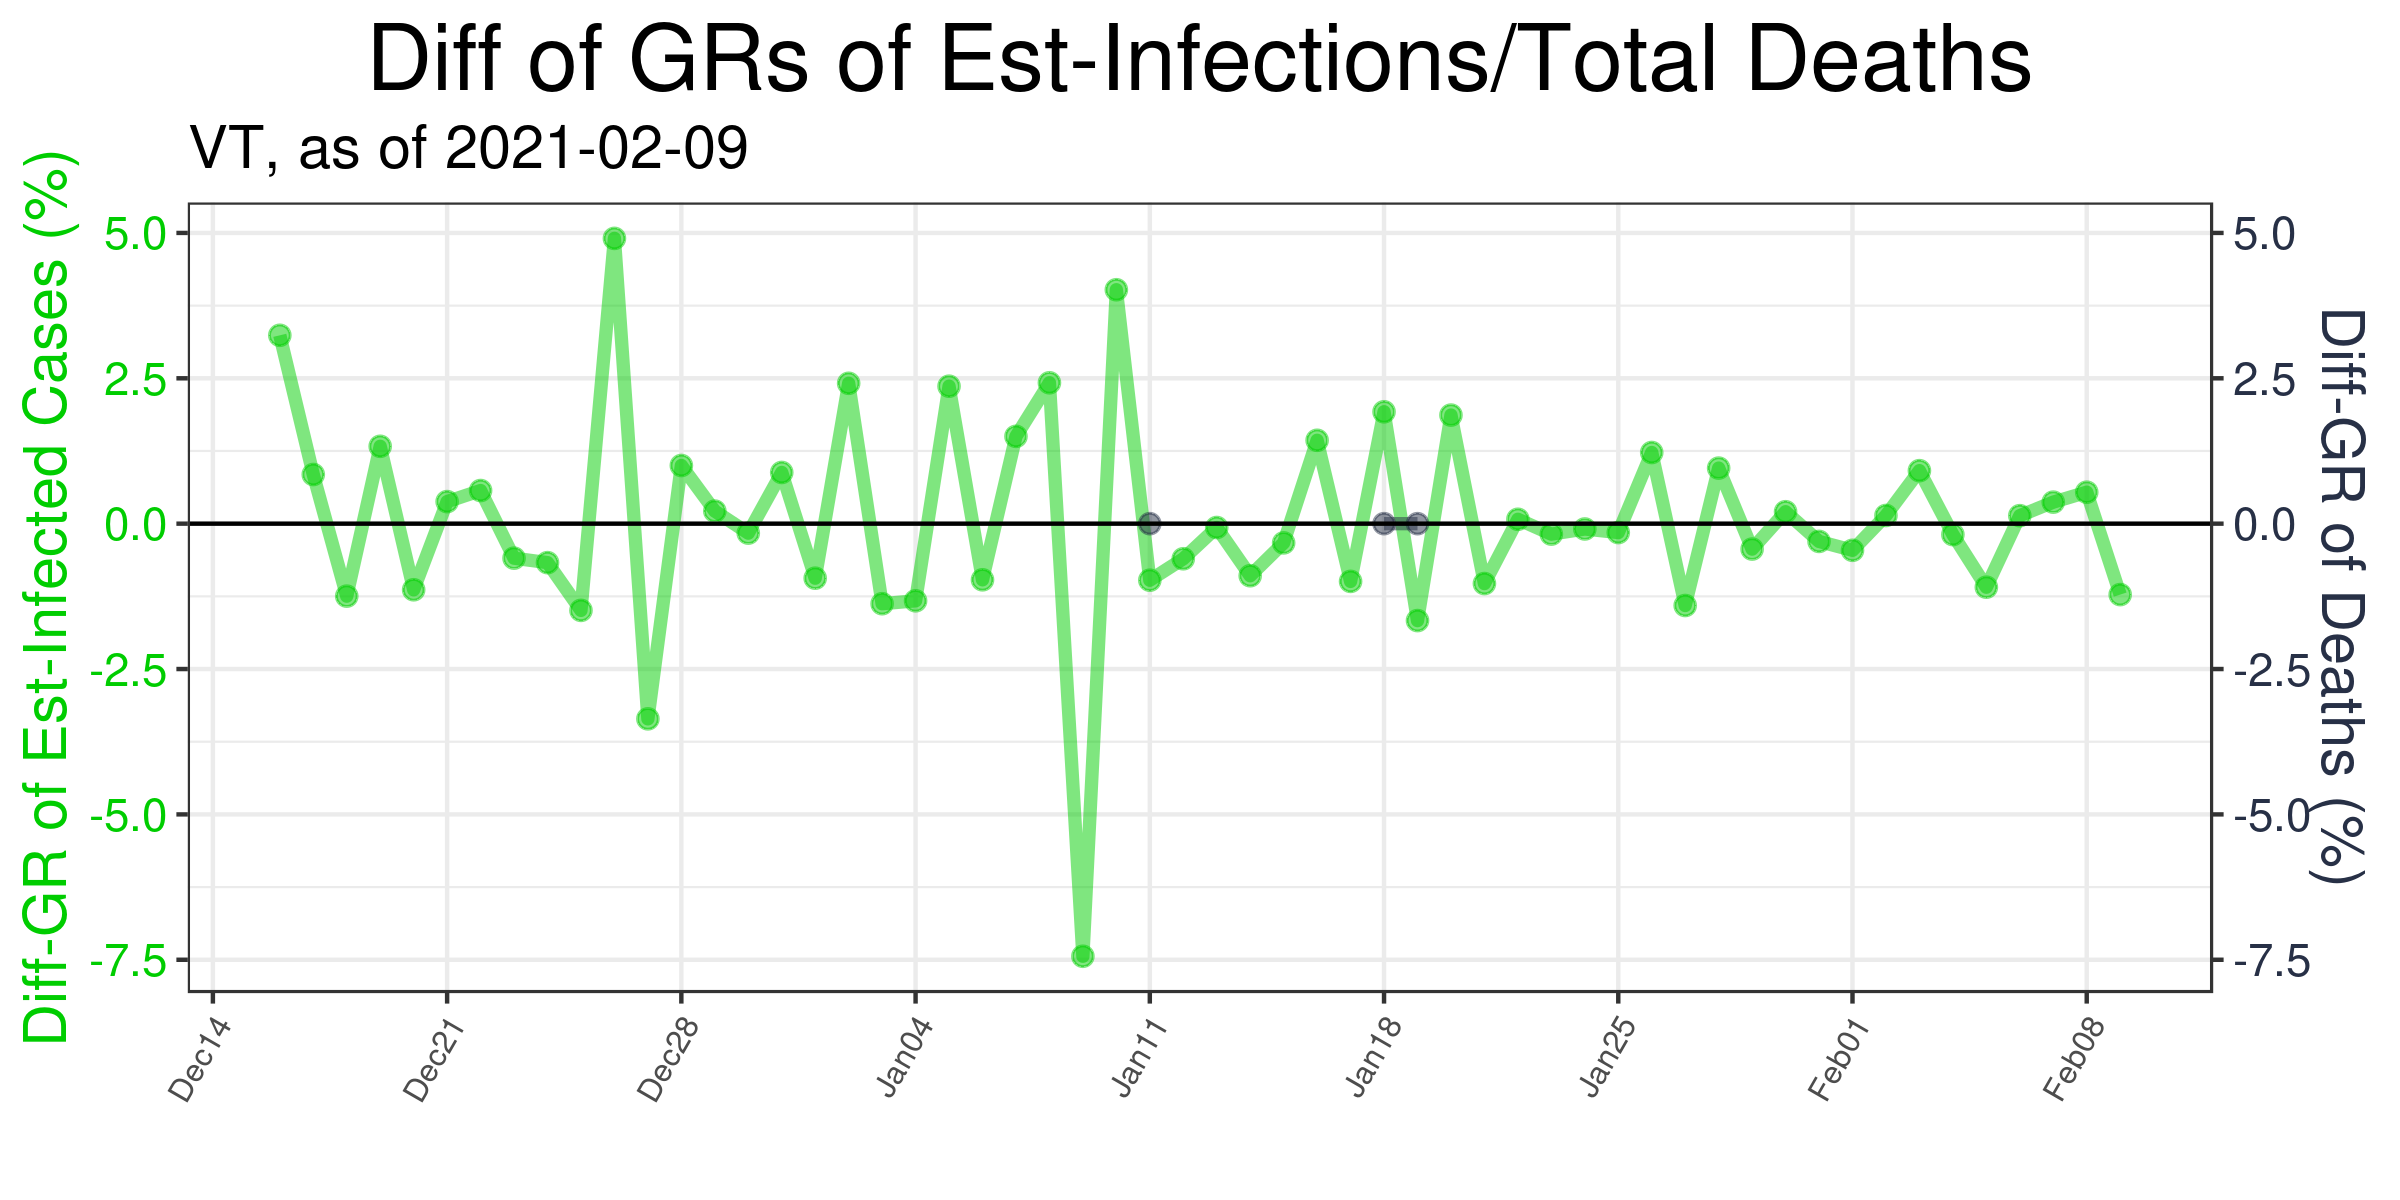 Diff of GRs of Est-Infections/Total Deaths
VT, as of 2021-02-09
Diff-GR of Est-Infected Cases (%)
5.0
2.5
0.0
-2.5
-5.0
-7.5
5.0
2.5
0.0
-2.5
-5.0
-7.5
Diff-GR of Deaths (%)
Dec14
Dec21
Dec28
Jan04
Jan11
Jan18
Jan25
Feb01
Feb08